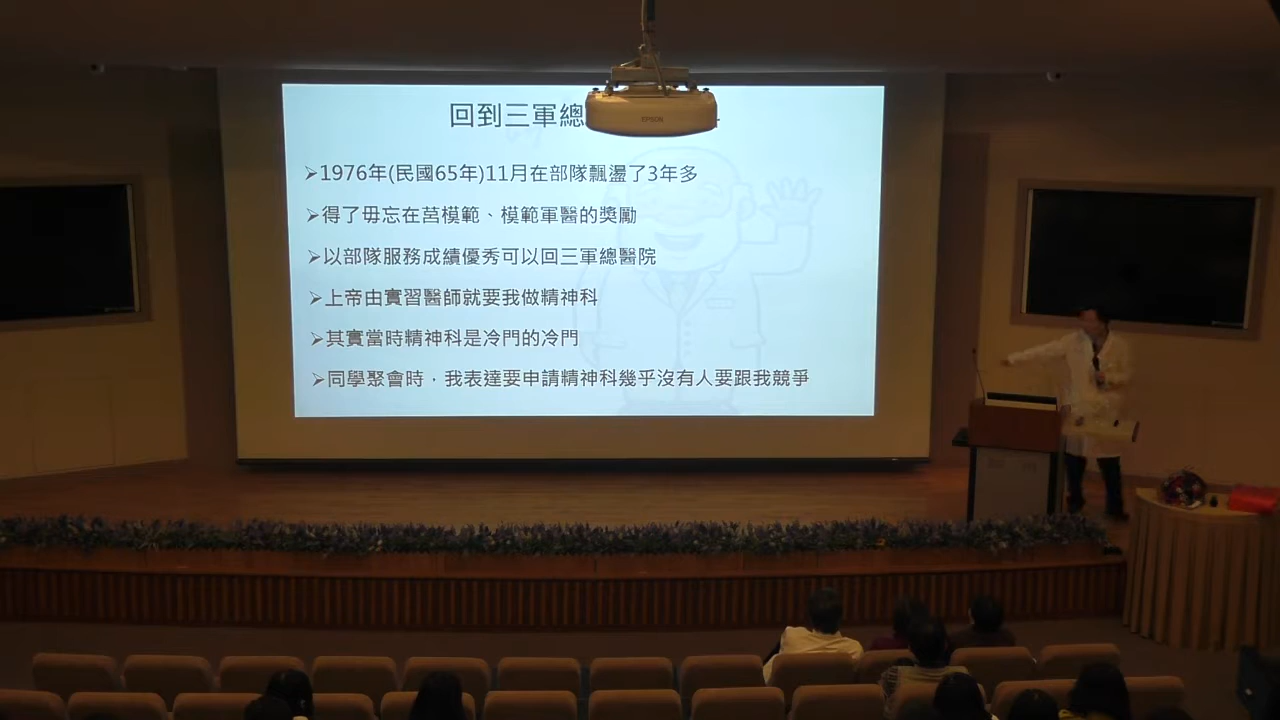 回到三軍總
EPSON
➢1976年(民國65年)11月在部隊飄盪了3年多
➢得了毋忘在莒模範、模範軍醫的獎勵
➢以部隊服務成績優秀可以回三軍總醫院
➢上帝由實習醫師就要我做精神科
➢其實當時精神科是冷門的冷門
➢同學聚會時，我表達要申請精神科幾乎沒有人要跟我競爭